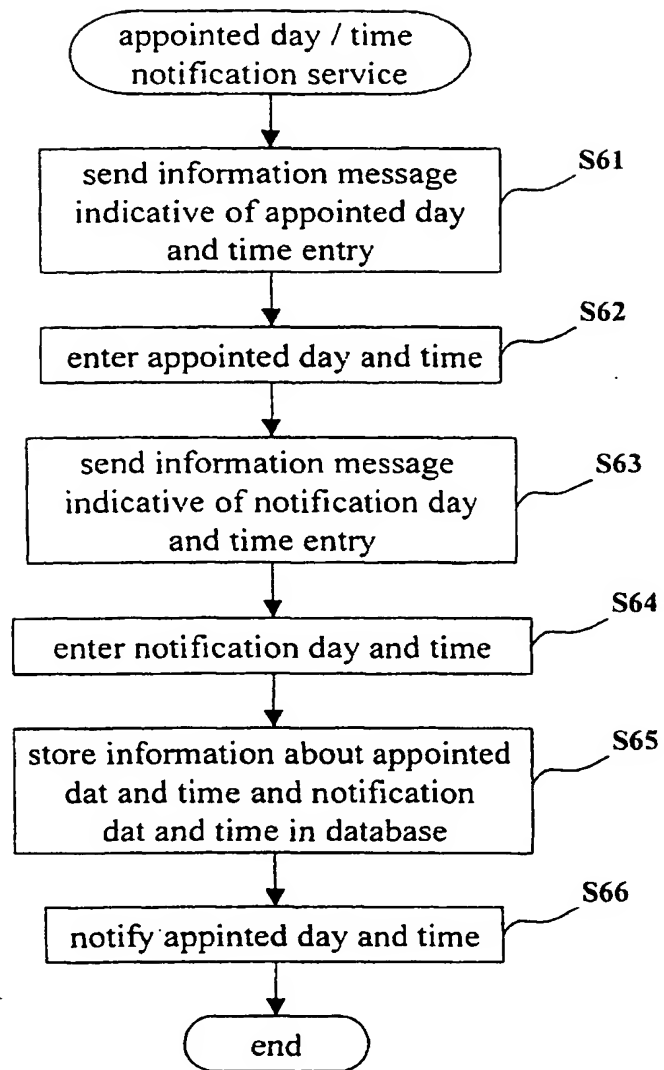 appointed day / time
notification service
send information message
indicative of appointed day
and time entry
S61
enter appointed day and time
S62
send information message
indicative of notification day
and time entry
S63
enter notification day and time
S64
store information about appointed
dat and time and notification
dat and time in database
S65
notify appinted day and time
S66
end